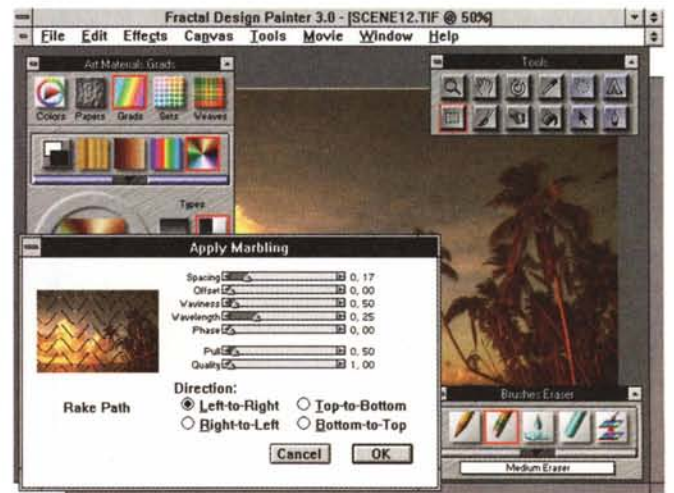 Fractal Design Painter 3.0 - [SCENE12.TIF @ 50%]
File Edit Effects Canvas Tools Movie Window Help
Art Materials: Grads
Colors Papers Grads Sets Weaves
Types
Tools
Apply Marbling
Spacing 0, 17
Offset 0, 00
Waviness 0, 50
Wavelength 0, 25
Phase 0, 00
Pull 0, 50
Quality 1, 00
Rake Path
Direction:
Left-to-Right Top-to-Bottom
Right-to-Left Bottom-to-Top
Cancel OK
Brushes: Eraser
Medium Eraser